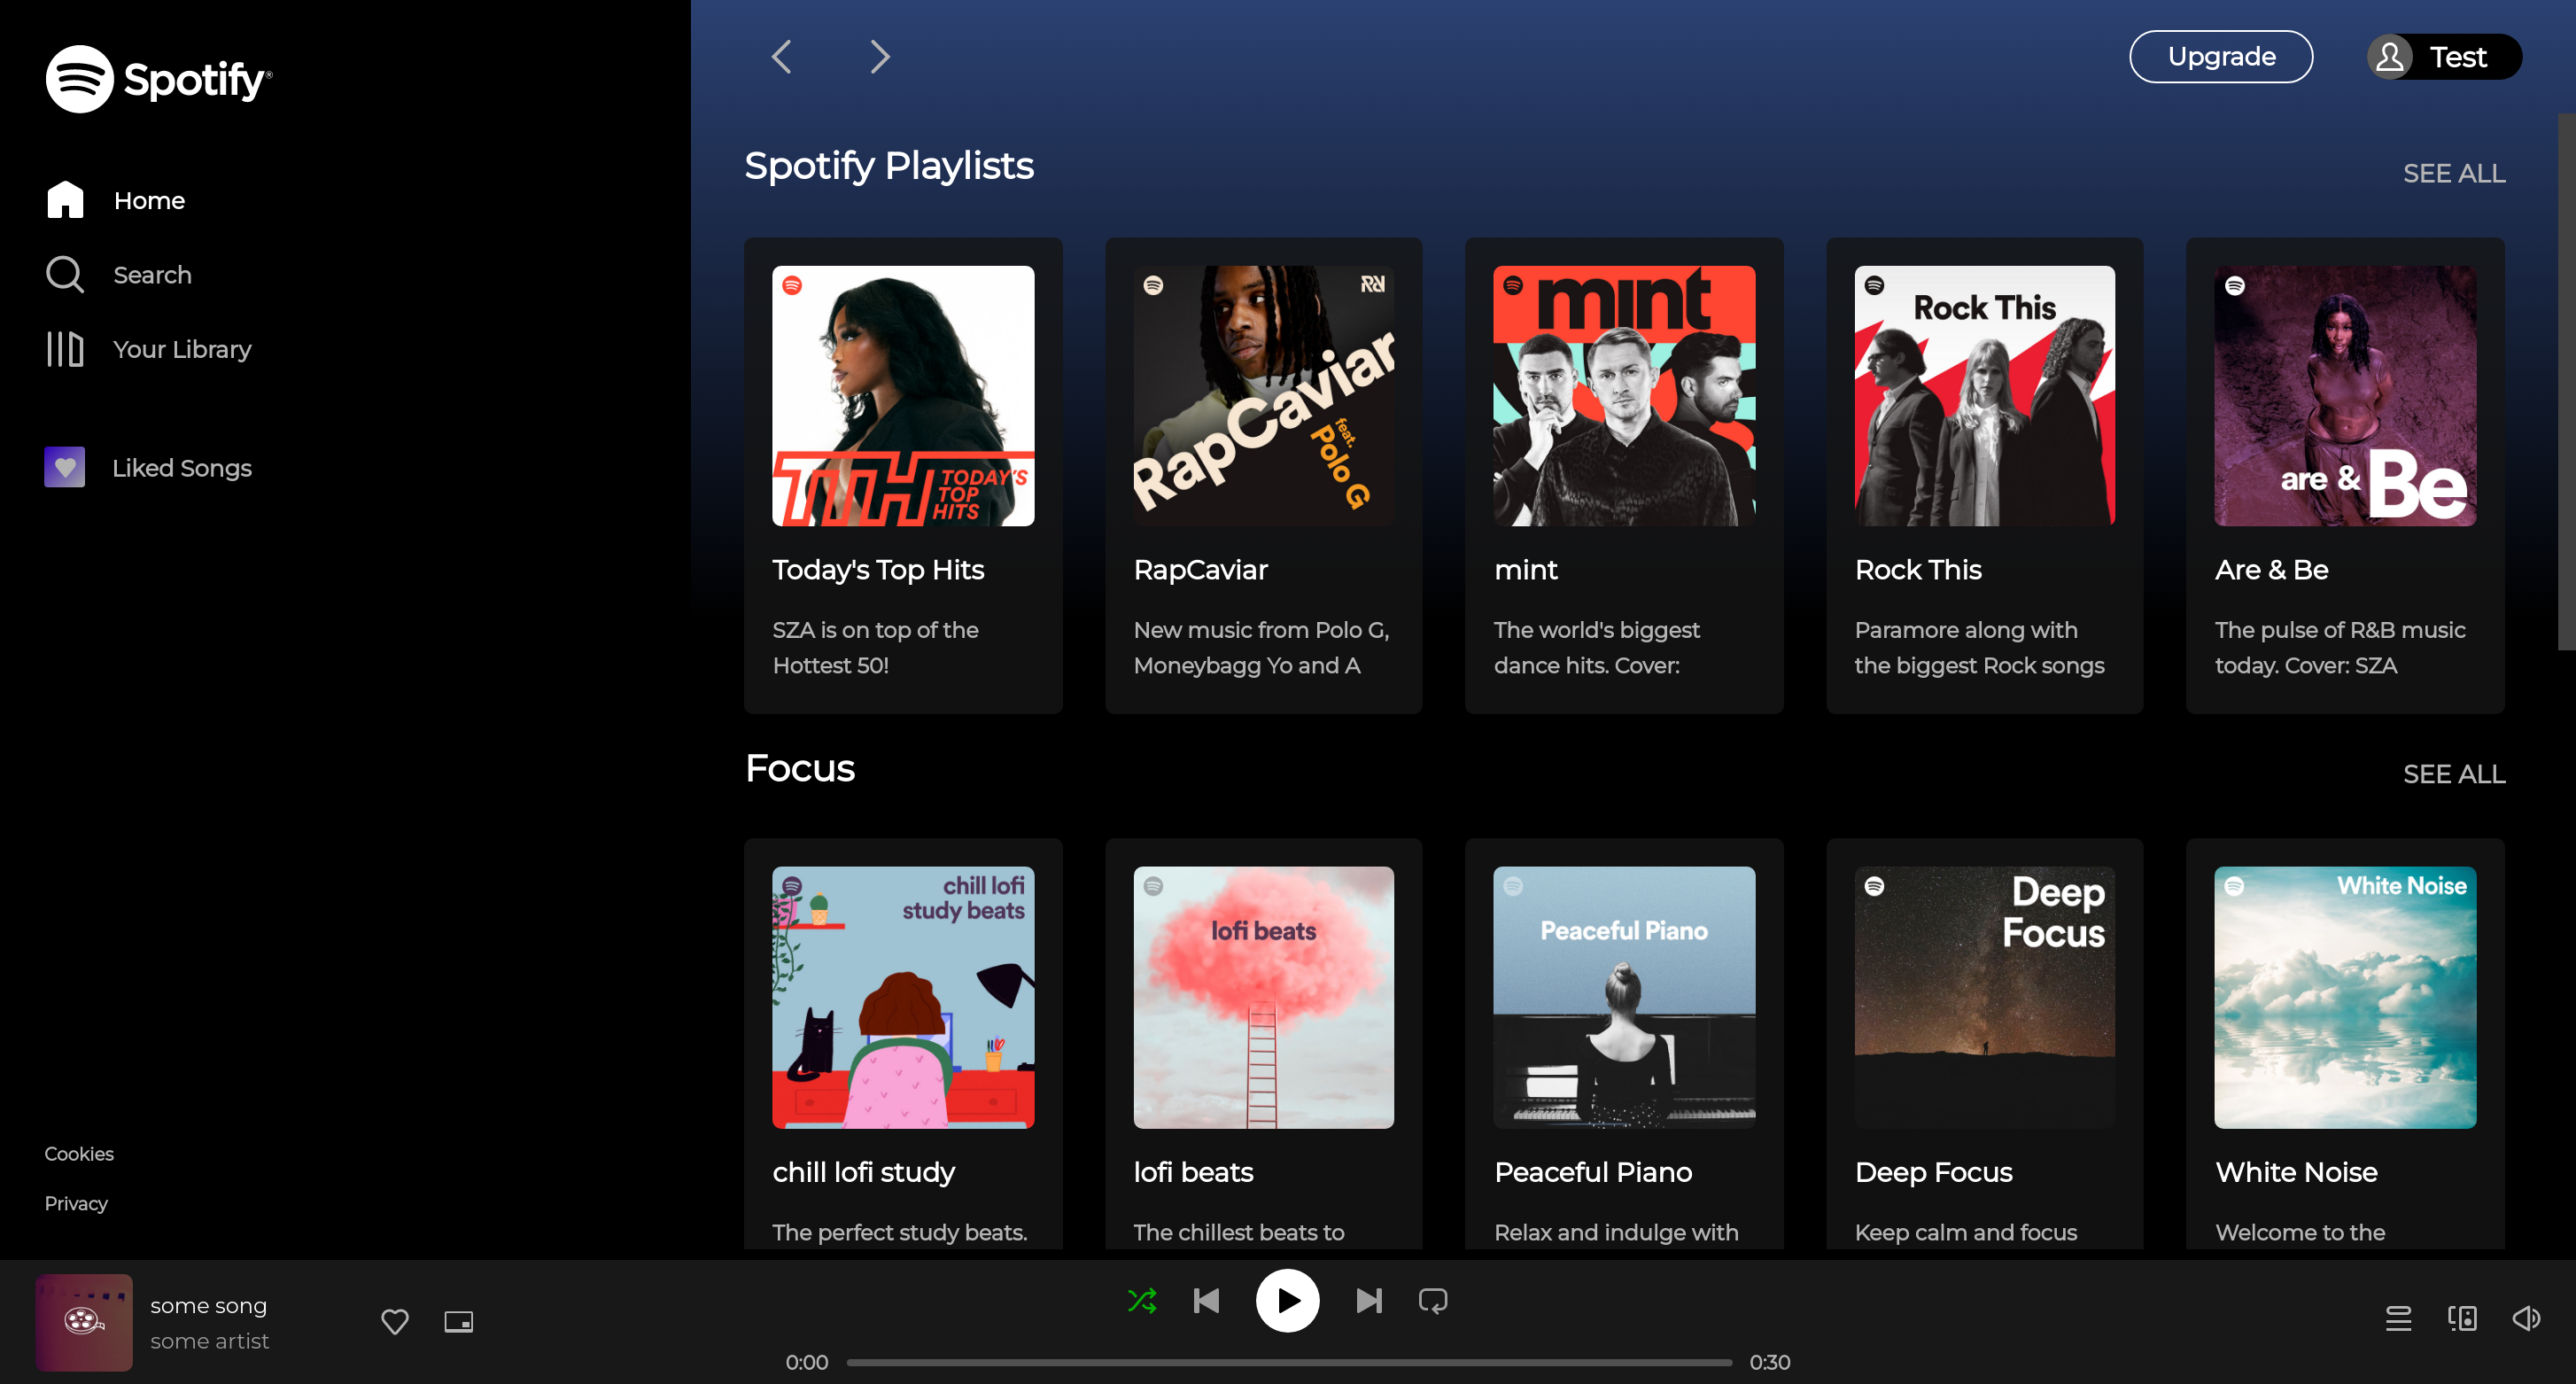 Spotify®
Home
Search
Your Library
Liked Songs
Cookies
Privacy
Upgrade
Test
Spotify Playlists
SEE ALL
TTH TODAY'S
TOP
HITS
RapCaviar
feat.
Polo G
mint
Rock This
are & Be
Today's Top Hits
SZA is on top of the
Hottest 50!
RapCaviar
New music from Polo G,
Moneybagg Yo and A
mint
The world's biggest
dance hits. Cover:
Rock This
Paramore along with
the biggest Rock songs
Are & Be
The pulse of R&B music
today. Cover: SZA
Focus
SEE ALL
chill lofi
study beats
lofi beats
Peaceful Piano
Deep
Focus
White Noise
chill lofi study
The perfect study beats.
lofi beats
The chillest beats to
Peaceful Piano
Relax and indulge with
Deep Focus
Keep calm and focus
White Noise
Welcome to the
some song
some artist
0:00
0:30